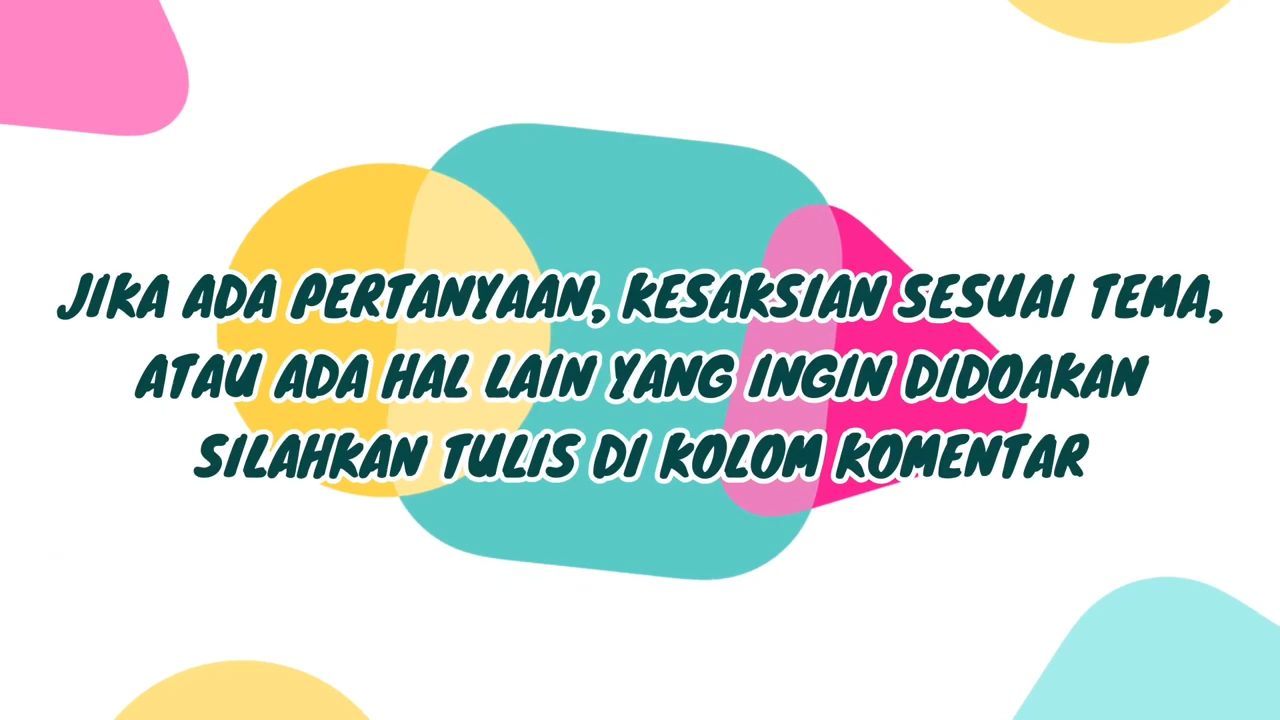 JIKA ADA PERTANYAAN, KESAKSIAN SESUAI TEMA,
ATAU ADA HAL LAIN YANG INGIN DIDOAKAN
SILAHKAN TULIS DI KOLOM KOMENTAR